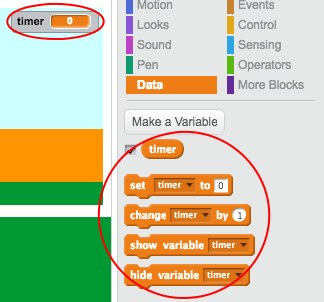 timer 0
Motion Events
Looks Control
Sound Sensing
Pen Operators
Data More Blocks
Make a Variable
timer
set timer to 0
change timer by 1
show variable timer
hide variable timer